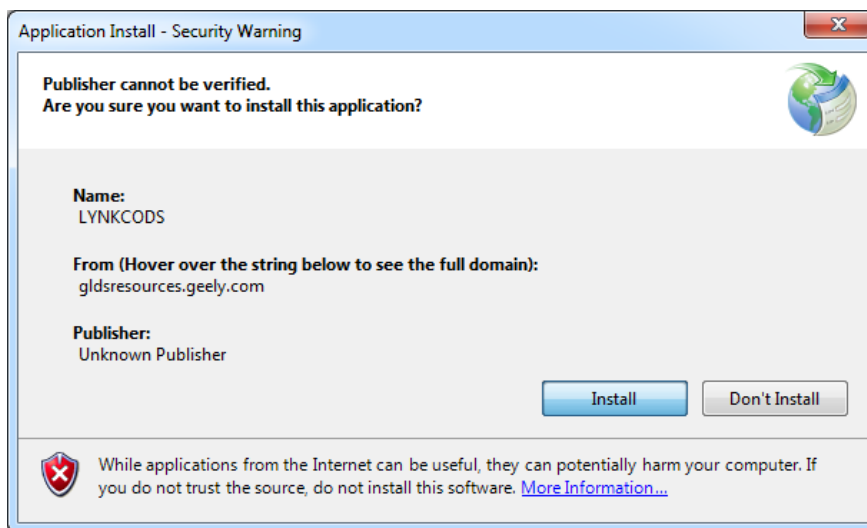 Application Install - Security Warning
Publisher cannot be verified.
Are you sure you want to install this application?
Name:
LYNKCODS
From (Hover over the string below to see the full domain):
gldsresources.geely.com
Publisher:
Unknown Publisher
Install
Don't Install
While applications from the Internet can be useful, they can potentially harm your computer. If
you do not trust the source, do not install this software. More Information...